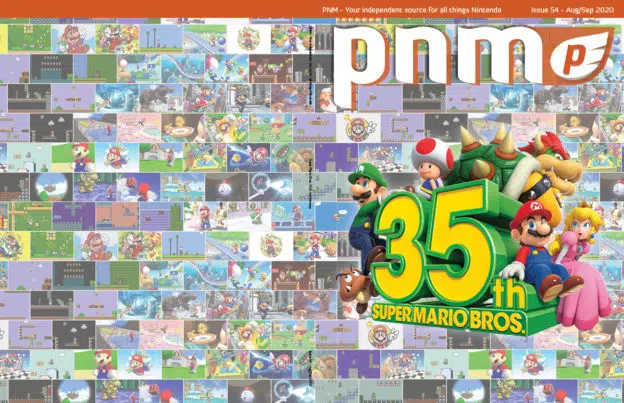 PNM - Your independent source for all things Nintendo
Issue 54 - Aug/Sep 2020
pnm p
35th
SUPER MARIO BROS.